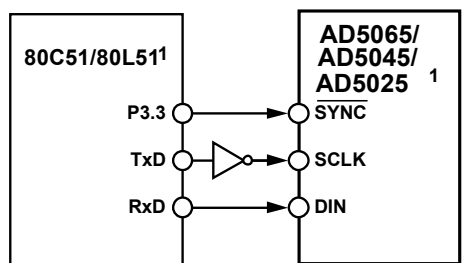 80C51/80L51¹
P3.3
TxD
RxD
AD5065/
AD5045/
AD5025 ¹
SYNC
SCLK
DIN